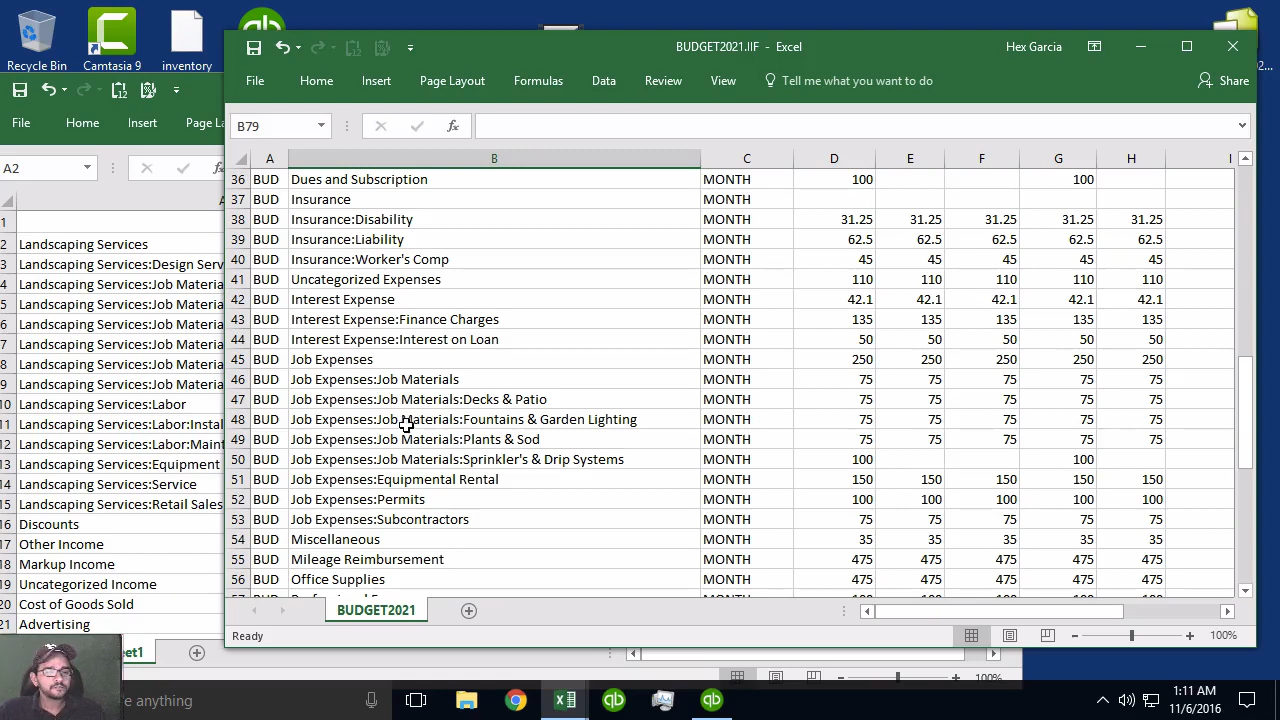 Recycle Bin
Camtasia 9
inventory
BUDGET2021.IIF - Excel
Hex Garcia
File Home Insert Page Layout Formulas Data Review View Tell me what you want to do Share
File Home Insert
B79
A2
A B C D E F G H I
36 BUD Dues and Subscription MONTH 100 100
37 BUD Insurance MONTH
38 BUD Insurance:Disability MONTH 31.25 31.25 31.25 31.25 31.25
39 BUD Insurance:Liability MONTH 62.5 62.5 62.5 62.5 62.5
40 BUD Insurance:Worker's Comp MONTH 45 45 45 45 45
41 BUD Uncategorized Expenses MONTH 110 110 110 110 110
42 BUD Interest Expense MONTH 42.1 42.1 42.1 42.1 42.1
43 BUD Interest Expense:Finance Charges MONTH 135 135 135 135 135
44 BUD Interest Expense:Interest on Loan MONTH 50 50 50 50 50
45 BUD Job Expenses MONTH 250 250 250 250 250
46 BUD Job Expenses:Job Materials MONTH 75 75 75 75 75
47 BUD Job Expenses:Job Materials:Decks & Patio MONTH 75 75 75 75 75
48 BUD Job Expenses:Job Materials:Fountains & Garden Lighting MONTH 75 75 75 75 75
49 BUD Job Expenses:Job Materials:Plants & Sod MONTH 75 75 75 75 75
50 BUD Job Expenses:Job Materials:Sprinkler's & Drip Systems MONTH 100 100
51 BUD Job Expenses:Equipmental Rental MONTH 150 150 150 150 150
52 BUD Job Expenses:Permits MONTH 100 100 100 100 100
53 BUD Job Expenses:Subcontractors MONTH 75 75 75 75 75
54 BUD Miscellaneous MONTH 35 35 35 35 35
55 BUD Mileage Reimbursement MONTH 475 475 475 475 475
56 BUD Office Supplies MONTH 475 475 475 475 475
BUDGET2021
Ready
100%
1
2 Landscaping Services
3 Landscaping Services:Design Serv
4 Landscaping Services:Job Materia
5 Landscaping Services:Job Materia
6 Landscaping Services:Job Materia
7 Landscaping Services:Job Materia
8 Landscaping Services:Job Materia
9 Landscaping Services:Job Materia
10 Landscaping Services:Labor
11 Landscaping Services:Labor:Instal
12 Landscaping Services:Labor:Main
13 Landscaping Services:Equipment
14 Landscaping Services:Service
15 Landscaping Services:Retail Sales
16 Discounts
17 Other Income
18 Markup Income
19 Uncategorized Income
20 Cost of Goods Sold
21 Advertising
eet1
100%
anything
1:11 AM
11/6/2016